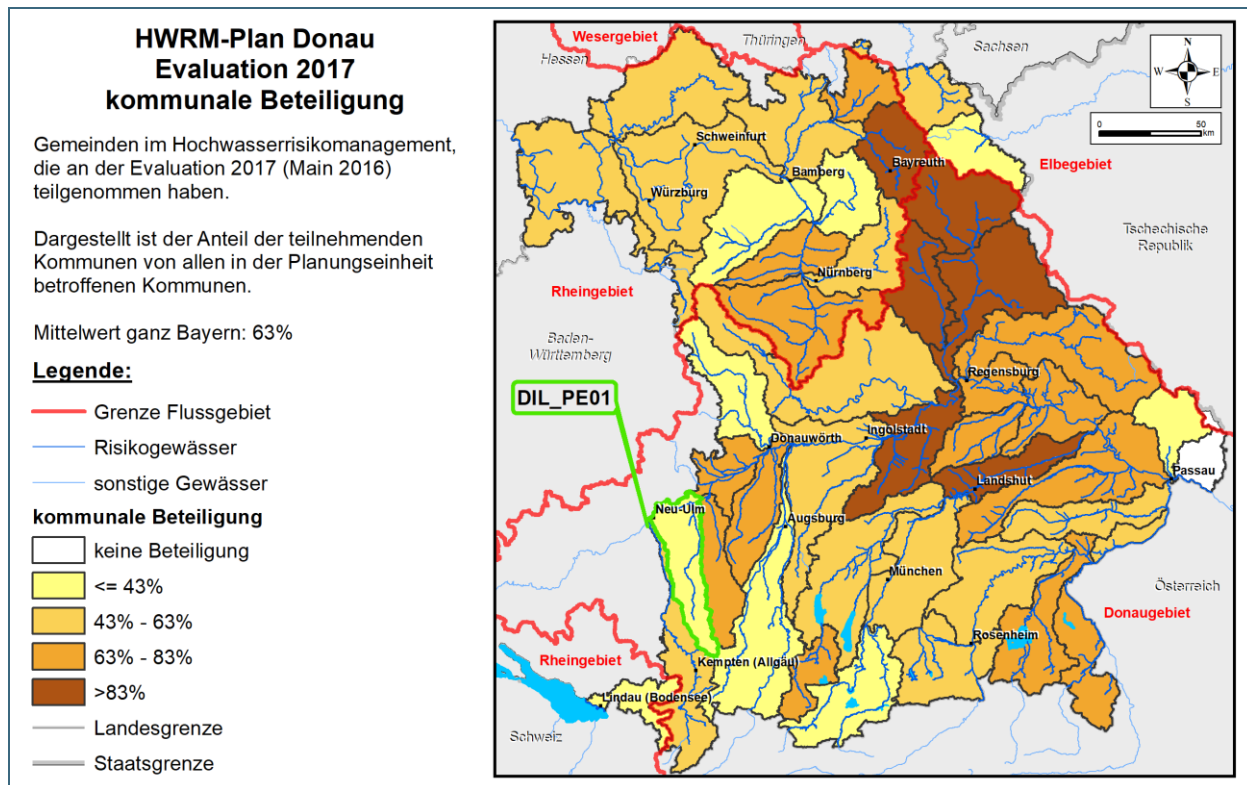 HWRM-Plan Donau
Evaluation 2017
kommunale Beteiligung
Gemeinden im Hochwasserrisikomanagement,
die an der Evaluation 2017 (Main 2016)
teilgenommen haben.
Dargestellt ist der Anteil der teilnehmenden
Kommunen von allen in der Planungseinheit
betroffenen Kommunen.
Mittelwert ganz Bayern: 63%
Legende:
Grenze Flussgebiet
Risikogewässer
sonstige Gewässer
kommunale Beteiligung
keine Beteiligung
<= 43%
43% - 63%
63% - 83%
>83%
Landesgrenze
Staatsgrenze
Wesergebiet
Hessen
Thüringen
Sachsen
N
W E
S
0 50
km
Schweinfurt
Bayreuth
Bamberg
Elbegebiet
Würzburg
Tschechische
Republik
Nürnberg
Rheingebiet
Baden-
Württemberg
Regensburg
DIL_PE01
Donauwörth
Ingolstadt
Passau
Landshut
Neu-Ulm
Augsburg
München
Österreich
Donaugebiet
Rosenheim
Rheingebiet
Kempten (Allgäu)
Lindau (Bodensee)
Schweiz